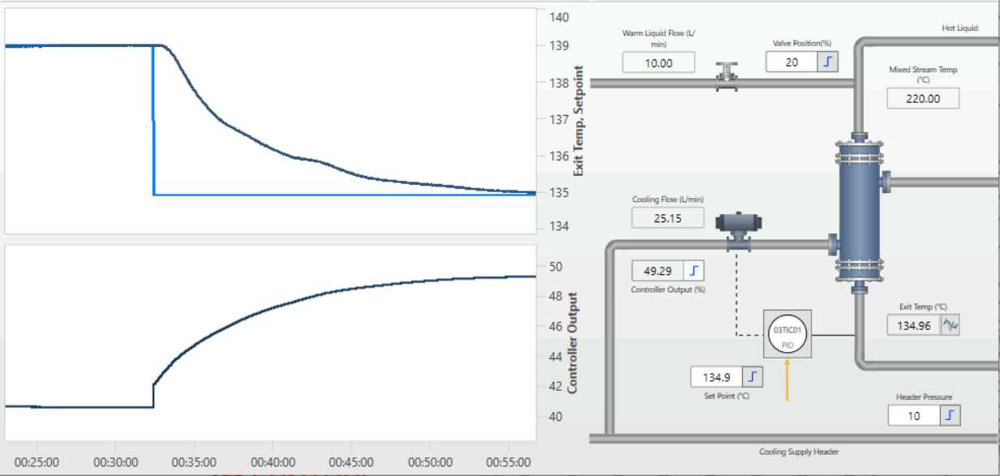 140
139
138
137
136
135
134
Exit Temp, Setpoint
50
48
46
44
42
40
Controller Output
00:25:00
00:30:00
00:35:00
00:40:00
00:45:00
00:50:00
00:55:00
Warm Liquid Flow (L/
min)
10.00
Valve Position(%)
20
Hot Liquid
Mixed Stream Temp
(°C)
220.00
Cooling Flow (L/min)
25.15
49.29
Controller Output (%)
03TIC01
PID
Exit Temp (°C)
134.96
134.9
Set Point (°C)
Header Pressure
10
Cooling Supply Header